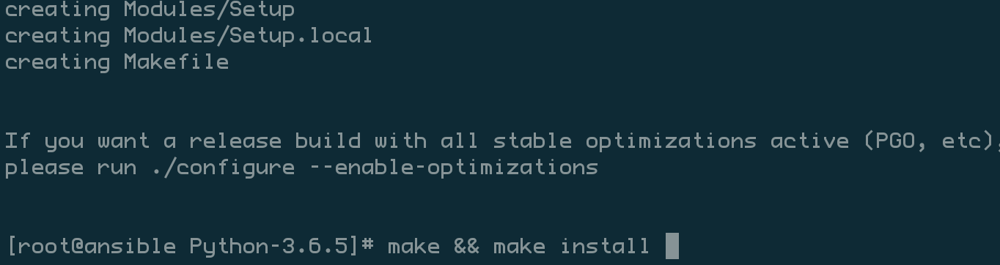 creating Modules/Setup
creating Modules/Setup.local
creating Makefile
If you want a release build with all stable optimizations active (PGO, etc),
please run ./configure --enable-optimizations
[root@ansible Python-3.6.5]# make && make install